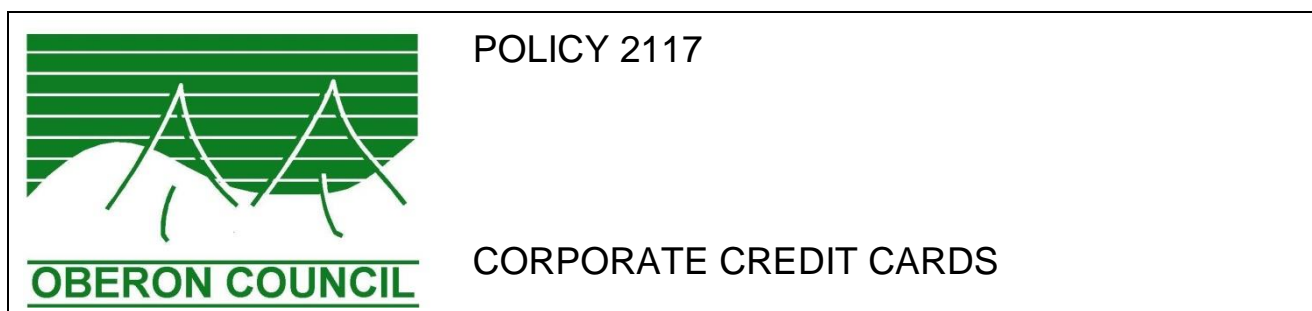 POLICY 2117
CORPORATE CREDIT CARDS
OBERON COUNCIL